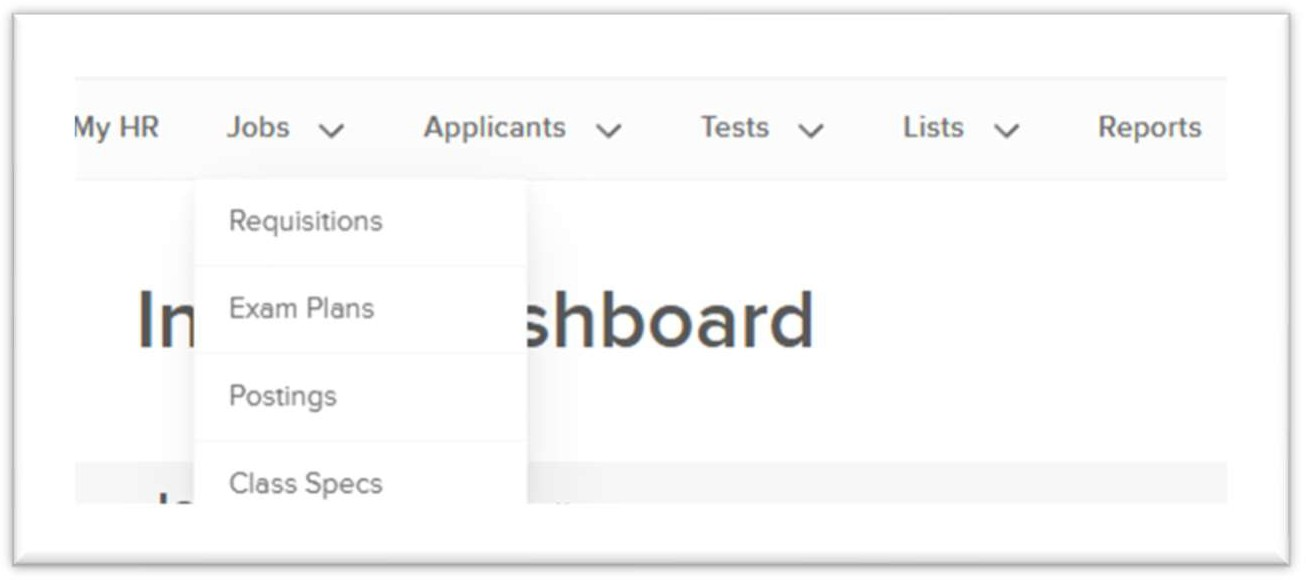 My HR Jobs Applicants Tests Lists Reports
Requisitions
Exam Plans
Postings
Class Specs